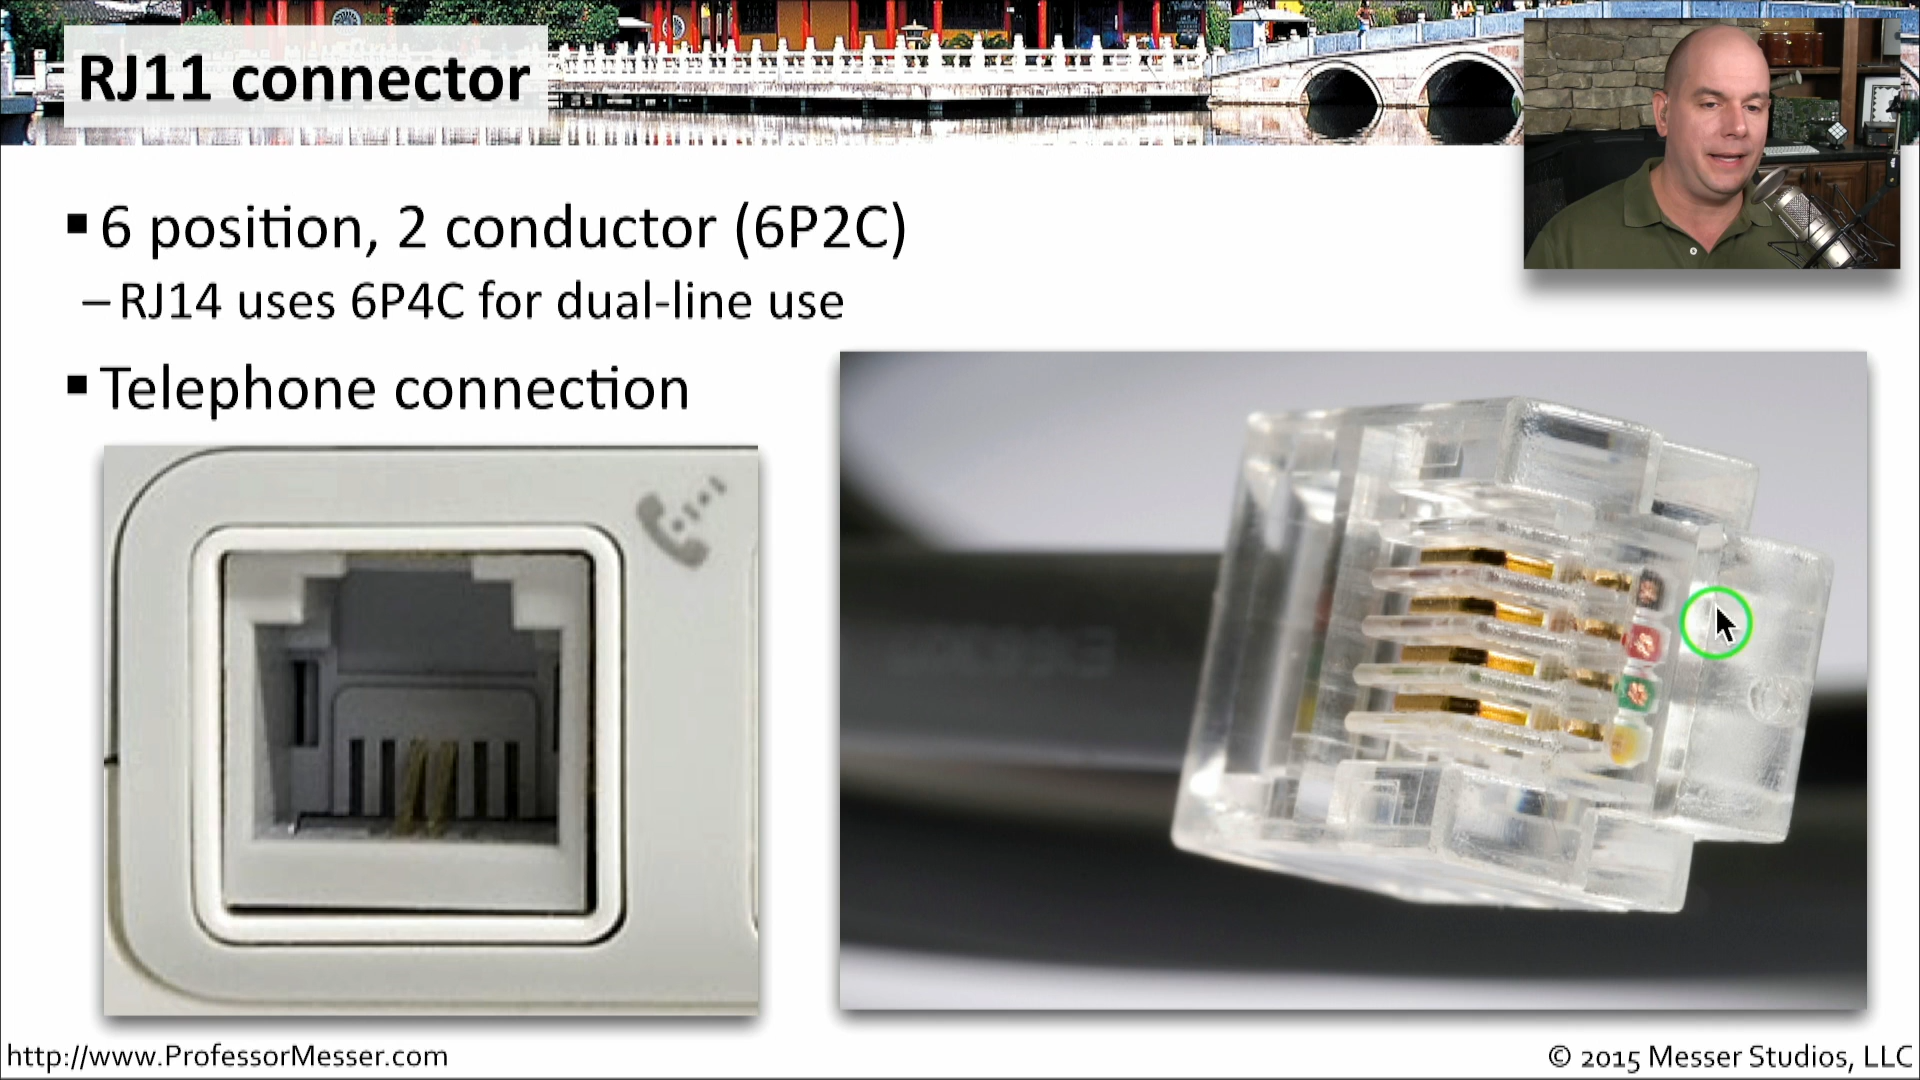 RJ11 connector
▪ 6 position, 2 conductor (6P2C)
– RJ14 uses 6P4C for dual-line use
▪ Telephone connection
http://www.ProfessorMesser.com
© 2015 Messer Studios, LLC